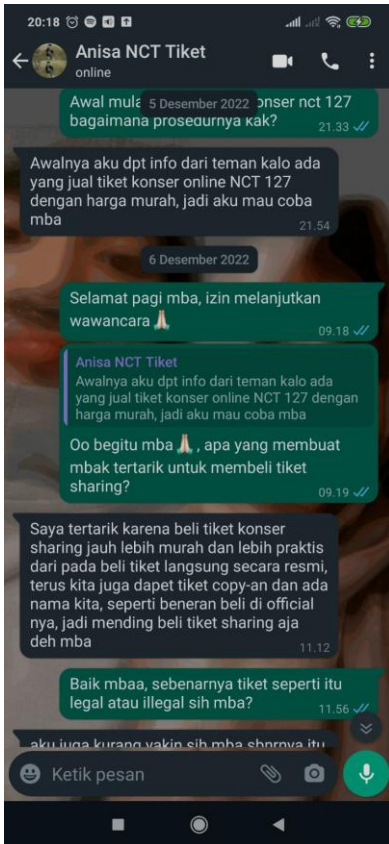 20:18
Anisa NCT Tiket
online
Awal mula
5 Desember 2022
onser nct 127
bagaimana prosedurnya kak?
21.33
Awalnya aku dpt info dari teman kalo ada
yang jual tiket konser online NCT 127
dengan harga murah, jadi aku mau coba
mba
21.54
6 Desember 2022
Selamat pagi mba, izin melanjutkan
wawancara 🙏🏻
09.18
Anisa NCT Tiket
Awalnya aku dpt info dari teman kalo ada
yang jual tiket konser online NCT 127 dengan
harga murah, jadi aku mau coba mba
Oo begitu mba 🙏🏻, apa yang membuat
mbak tertarik untuk membeli tiket
sharing?
09.19
Saya tertarik karena beli tiket konser
sharing jauh lebih murah dan lebih praktis
dari pada beli tiket langsung secara resmi,
terus kita juga dapet tiket copy-an dan ada
nama kita, seperti beneran beli di official
nya, jadi mending beli tiket sharing aja
deh mba
11.12
Baik mbaa, sebenarnya tiket seperti itu
legal atau illegal sih mba?
11.56
aku juga kurang yakin sih mba sbnrnya itu
Ketik pesan